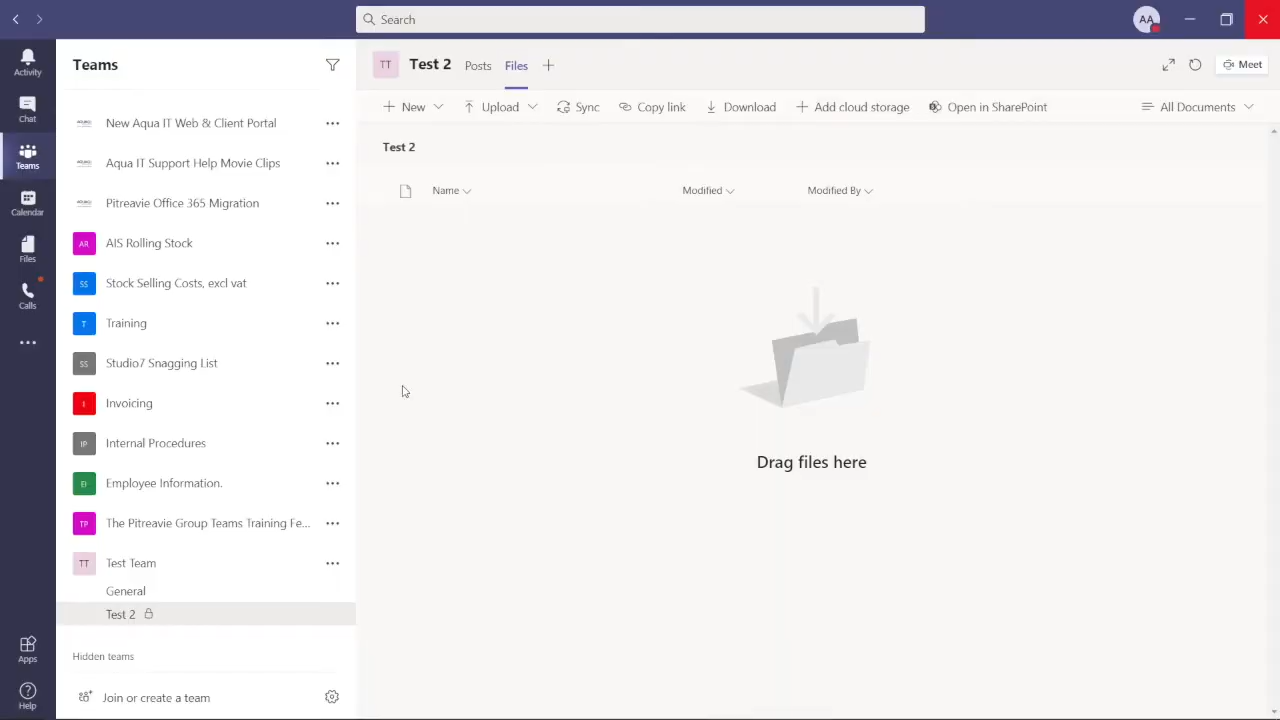 Search
AA
Activity
Chat
Teams
Calendar
Files
Calls
Apps
Help
Teams
New Aqua IT Web & Client Portal
Aqua IT Support Help Movie Clips
Pitreavie Office 365 Migration
AR AIS Rolling Stock
SS Stock Selling Costs, excl vat
T Training
SS Studio7 Snagging List
I Invoicing
IP Internal Procedures
EI Employee Information.
TP The Pitreavie Group Teams Training Fe...
TT Test Team
General
Test 2
Hidden teams
Join or create a team
TT Test 2 Posts Files Meet
New Upload Sync Copy link Download Add cloud storage Open in SharePoint All Documents
Test 2
Name Modified Modified By
Drag files here